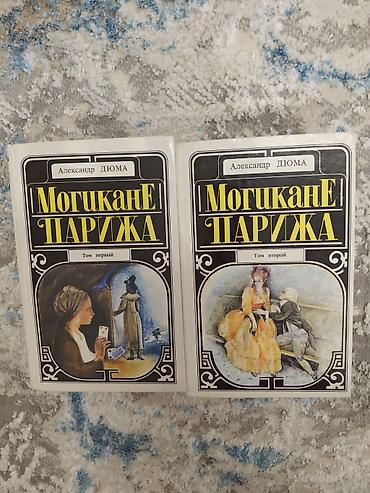 Александр ДЮМА
МОГИКАНЕ
ПАРИЖА
Том первый
Александр ДЮМА
МОГИКАНЕ
ПАРИЖА
Том второй